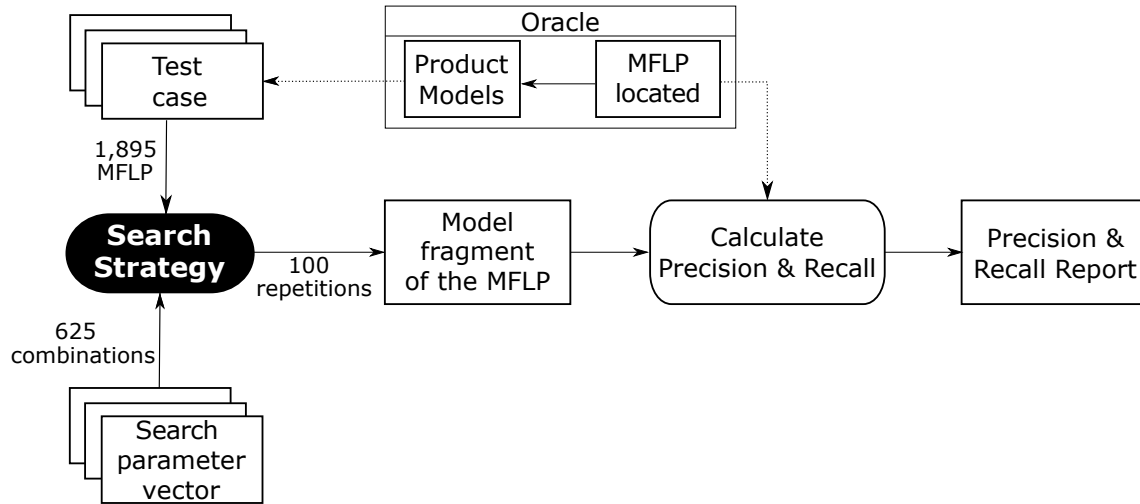 Oracle
Test
case
Product
Models
MFLP
located
1,895
MFLP
Search
Strategy
100
repetitions
Model
fragment
of the MFLP
Calculate
Precision & Recall
Precision &
Recall Report
625
combinations
Search
parameter
vector